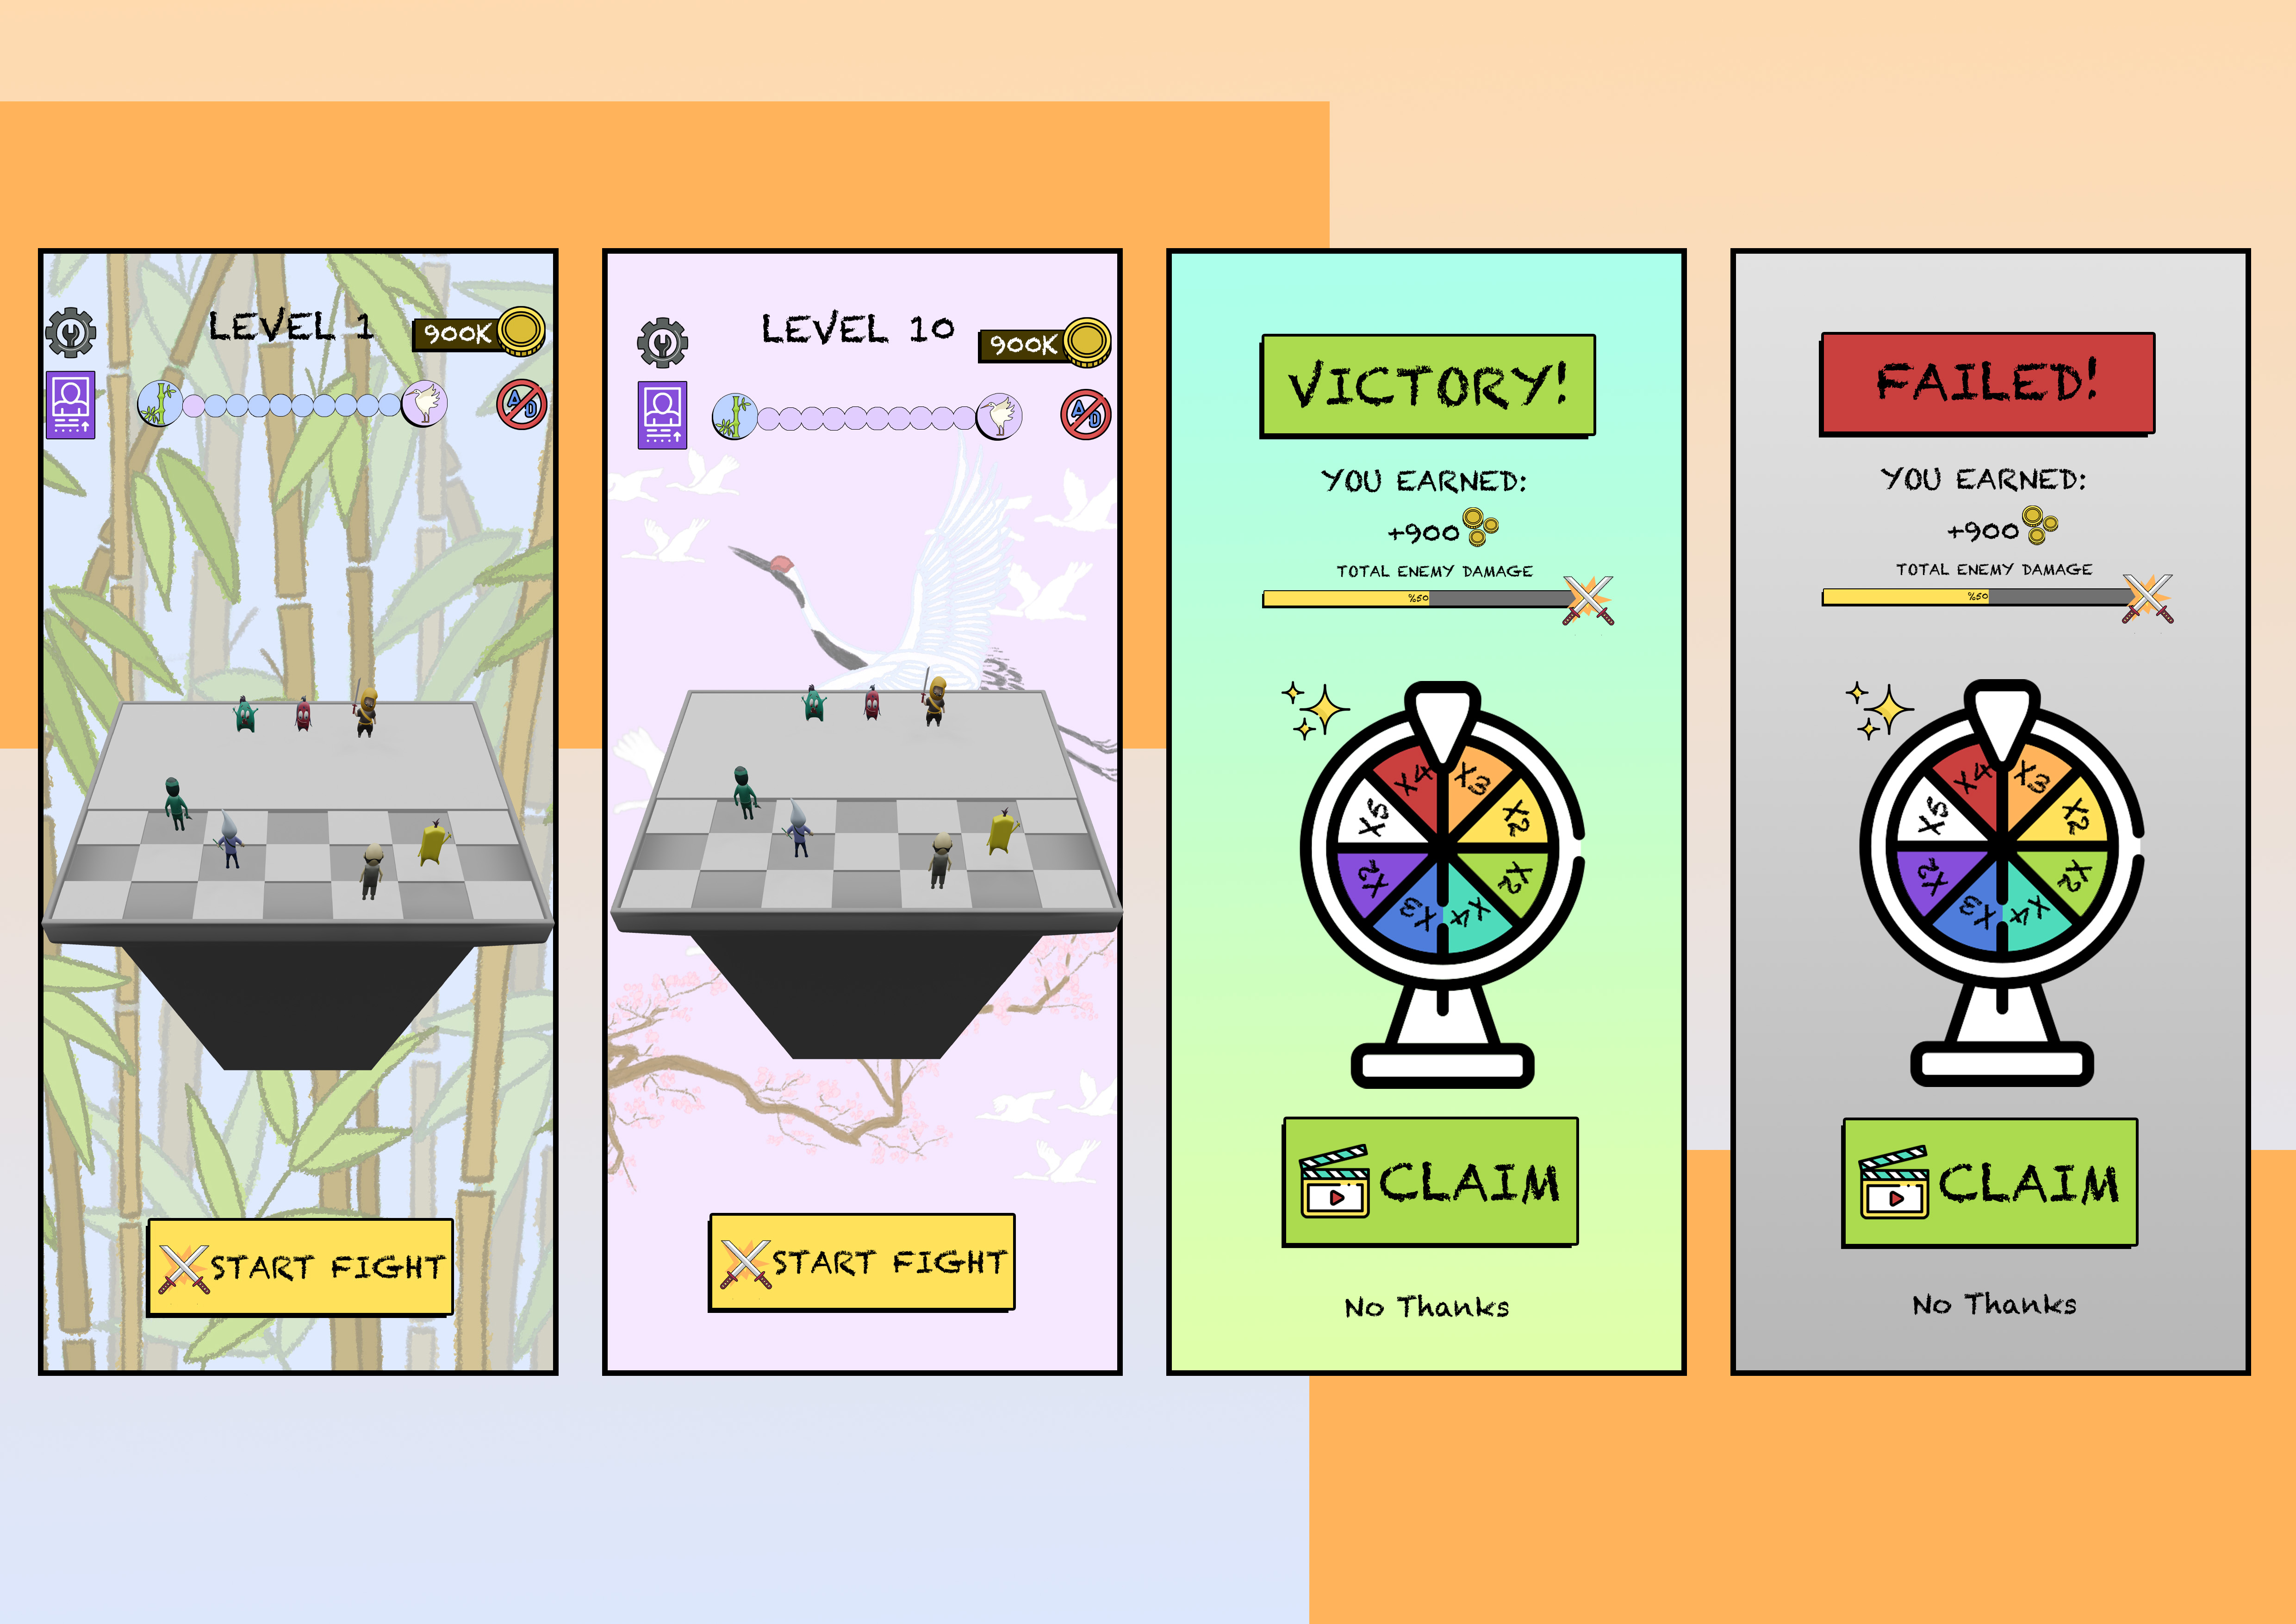 LEVEL 1
900K
AD
START FIGHT
LEVEL 10
900K
AD
START FIGHT
VICTORY!
YOU EARNED:
+900
TOTAL ENEMY DAMAGE
%50
X4
X3
X2
X2
X4
X3
X2
X5
CLAIM
No Thanks
FAILED!
YOU EARNED:
+900
TOTAL ENEMY DAMAGE
%50
X4
X3
X2
X2
X4
X3
X2
X5
CLAIM
No Thanks